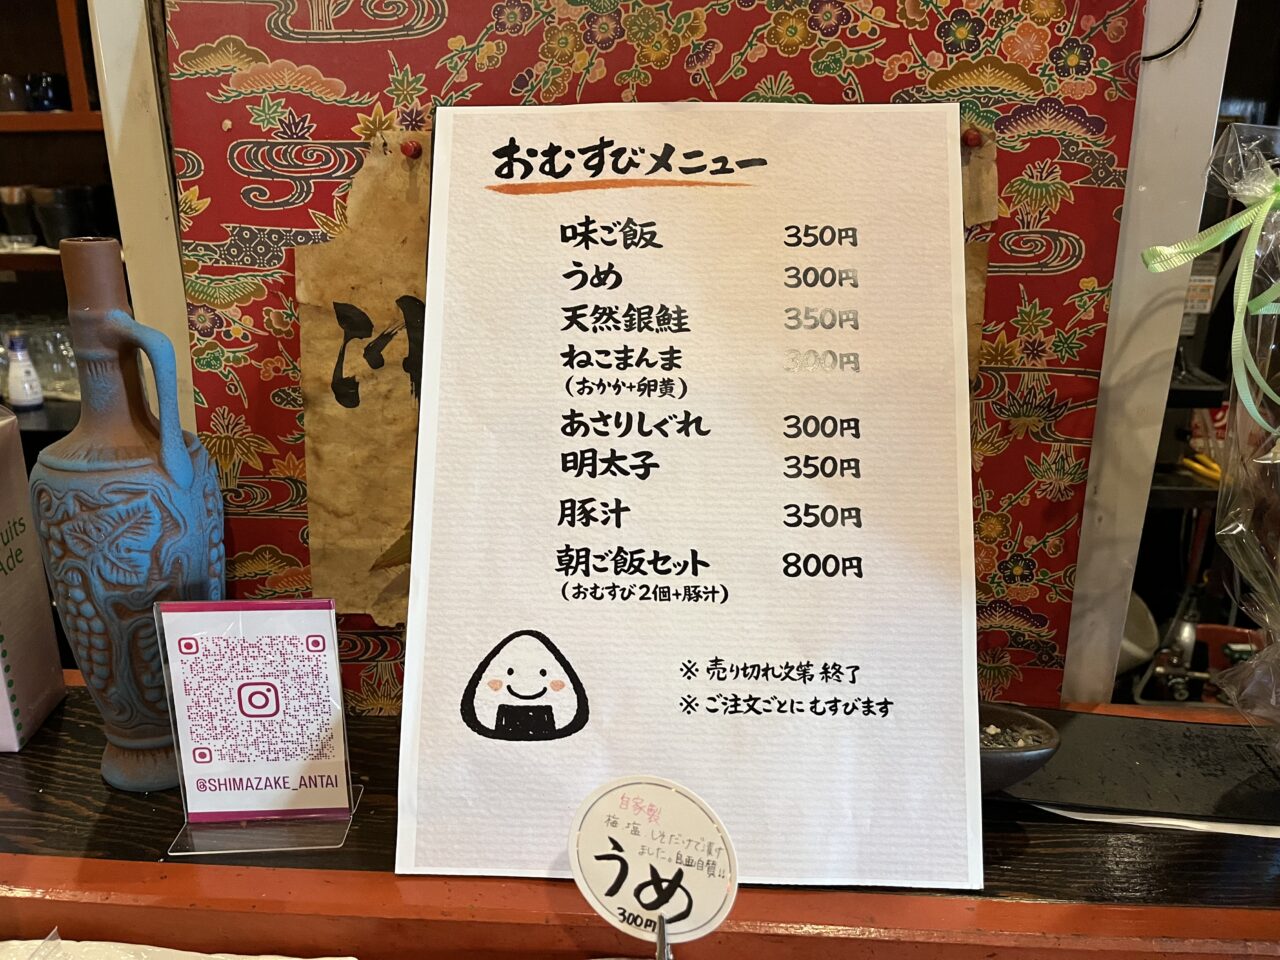 おむすびメニュー
味ご飯 350円
うめ 300円
天然銀鮭 350円
ねこまんま 300円
(おかか+卵黄)
あさりしぐれ 300円
明太子 350円
豚汁 350円
朝ご飯セット 800円
(おむすび2個+豚汁)
※ 売り切れ次第 終了
※ ご注文ごとに むすびます
@SHIMAZAKE_ANTAI
自家製
梅 塩 しそだけで漬け
ました。自画自賛!!
うめ
300円
uits
Ade